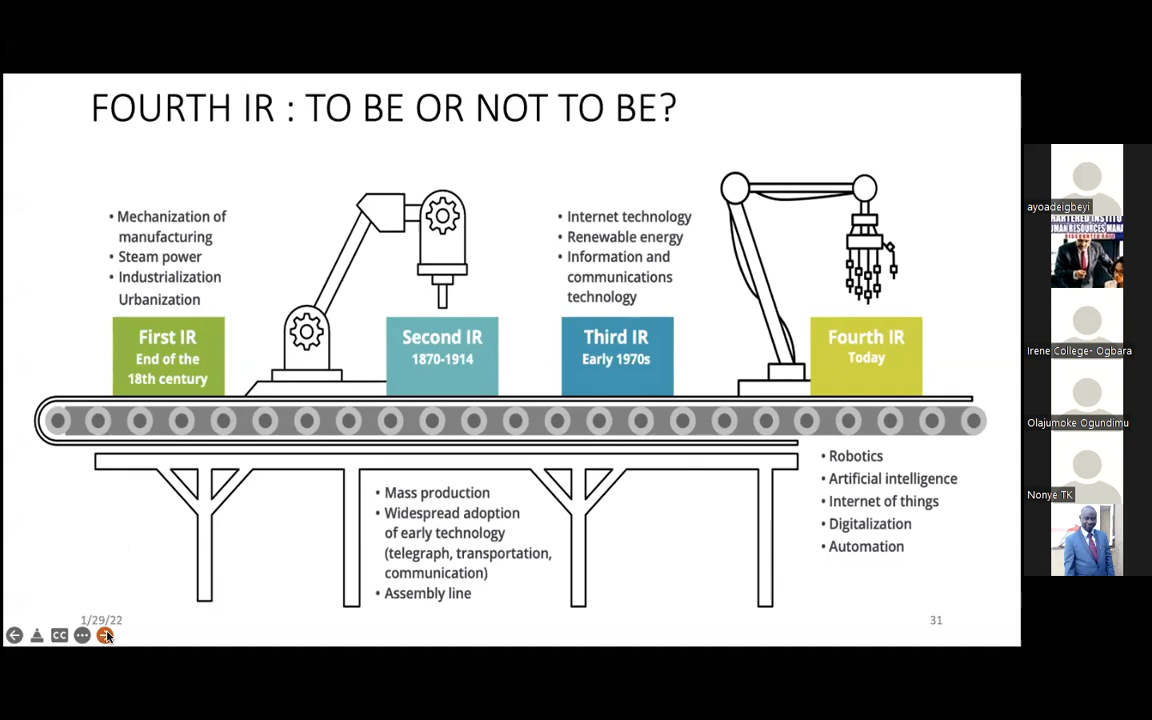 FOURTH IR : TO BE OR NOT TO BE?
• Mechanization of
manufacturing
• Steam power
• Industrialization
Urbanization
First IR
End of the
18th century
Second IR
1870-1914
• Mass production
• Widespread adoption
of early technology
(telegraph, transportation,
communication)
• Assembly line
• Internet technology
• Renewable energy
• Information and
communications
technology
Third IR
Early 1970s
Fourth IR
Today
• Robotics
• Artificial intelligence
• Internet of things
• Digitalization
• Automation
1/29/22
31
CC
ayoadeigbeyi
Irene College- Ogbara
Olajumoke Ogundimu
Nonye TK